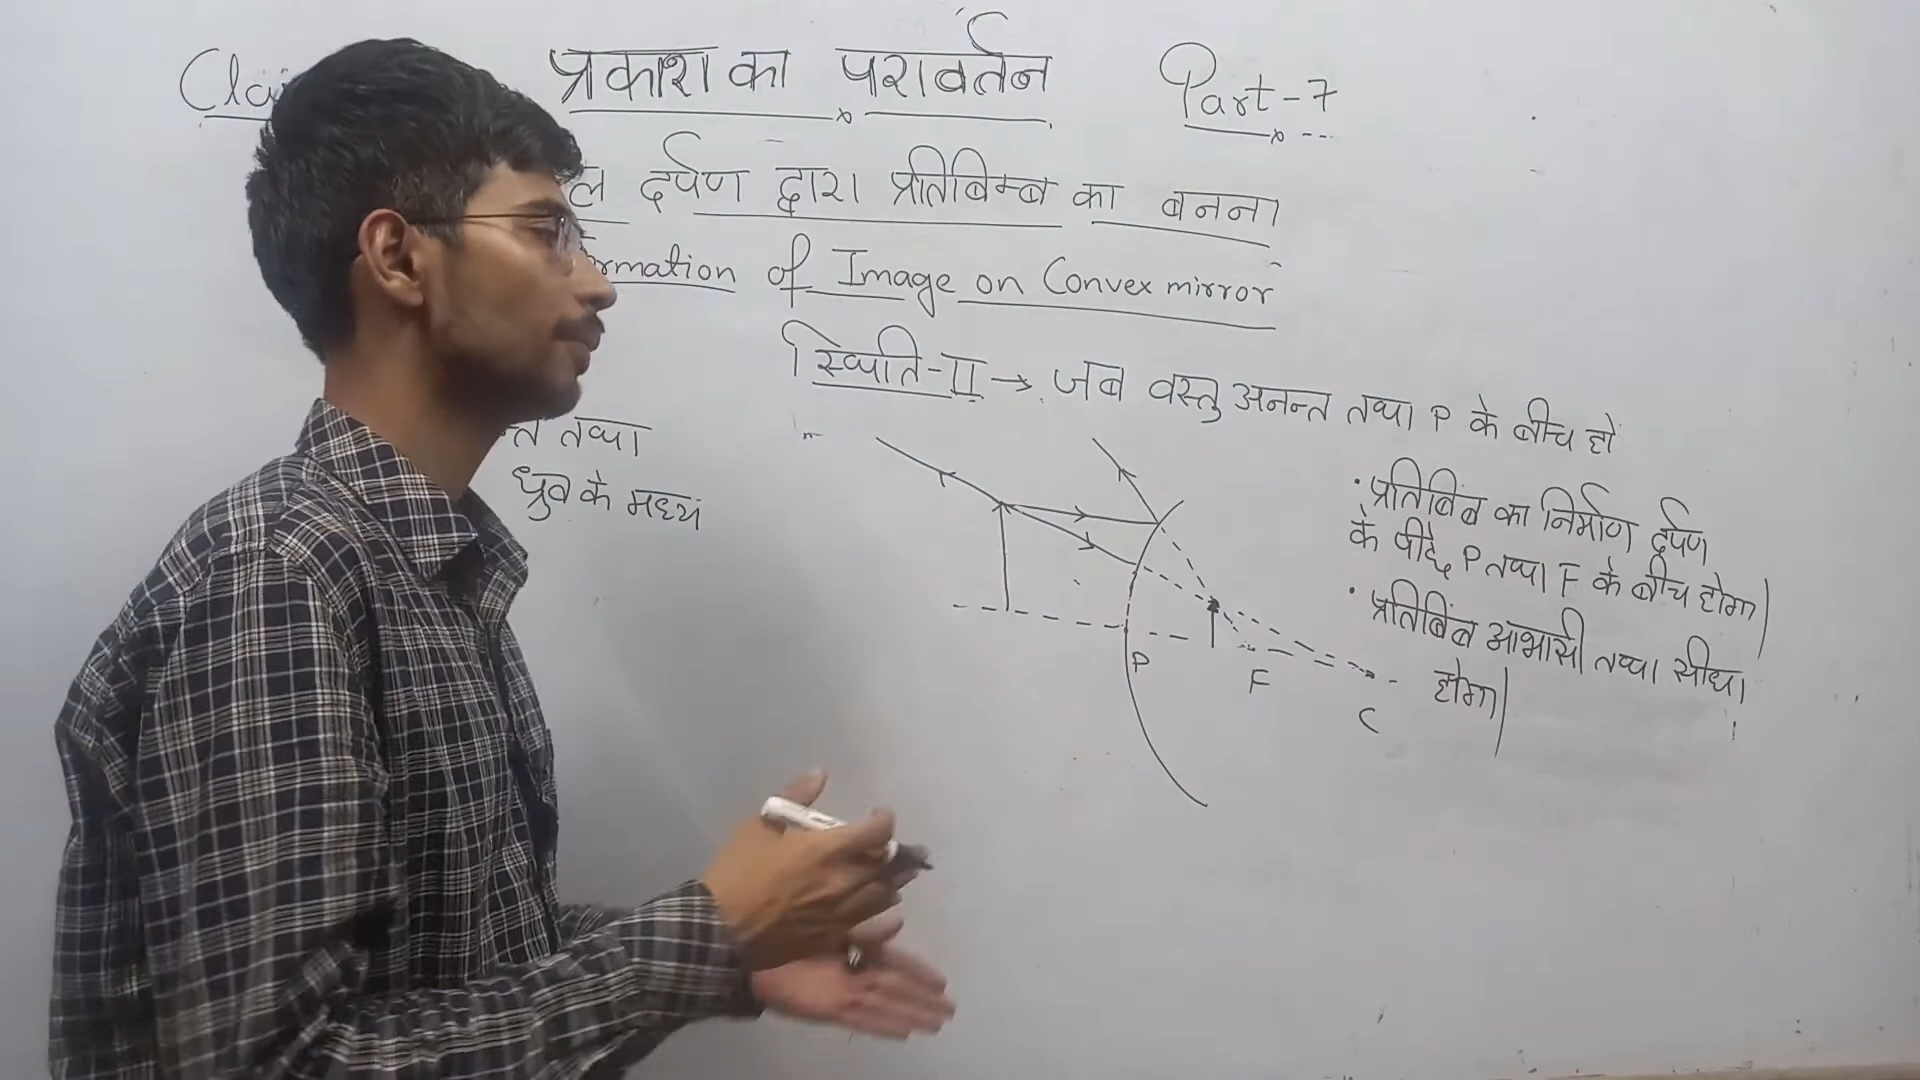 प्रकाश का परावर्तन Part-7
दर्पण द्वारा प्रतिबिम्ब का बनना
rmation of Image on Convex mirror
स्थिति-II → जब वस्तु अनन्त तथा P के बीच हो
तथा
ध्रुव के मध्य
• प्रतिबिंब का निर्माण दर्पण
के पीछे P तथा F के बीच होगा|
• प्रतिबिंब आभासी तथा सीधा
होगा|
P
F
C